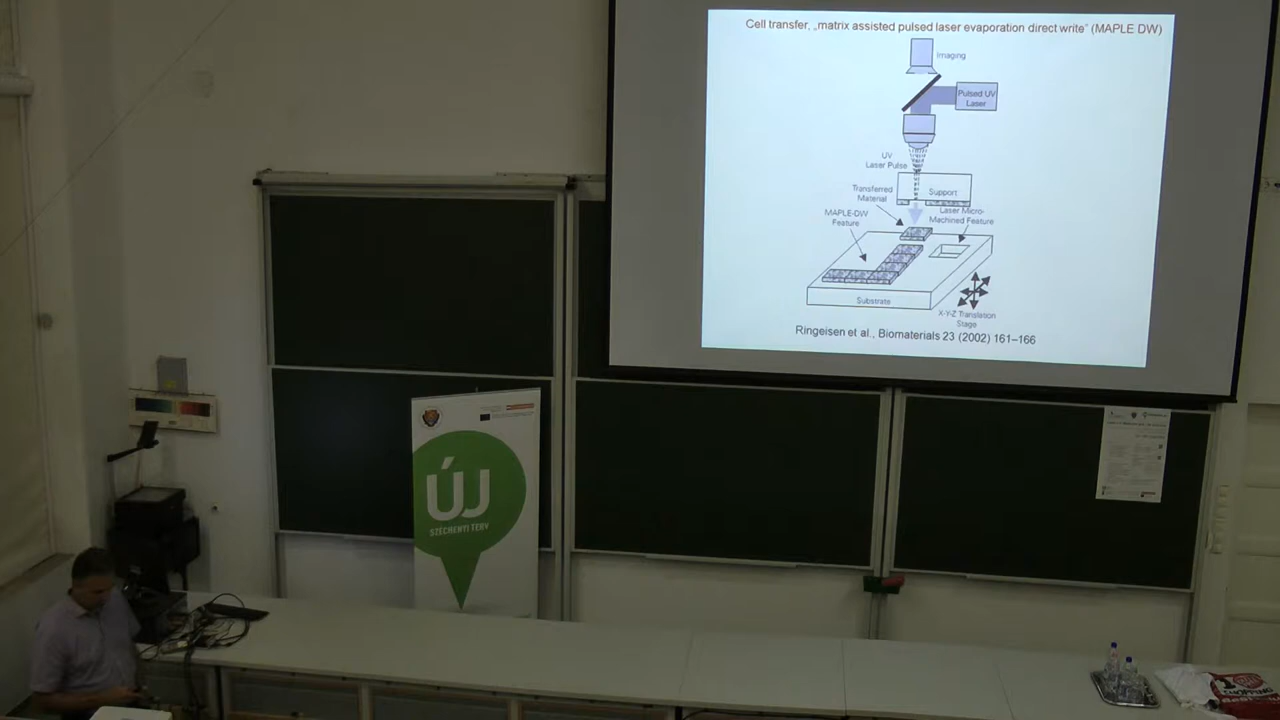 Cell transfer, „matrix assisted pulsed laser evaporation direct write” (MAPLE DW)
Imaging
Pulsed UV
Laser
UV
Laser Pulse
Support
Transferred
Material
MAPLE-DW
Feature
Laser Micro-
Machined Feature
Substrate
X-Y-Z Translation
Stage
Ringeisen et al., Biomaterials 23 (2002) 161–166
ÚJ
SZÉCHENYI TERV
I
SHOPPING